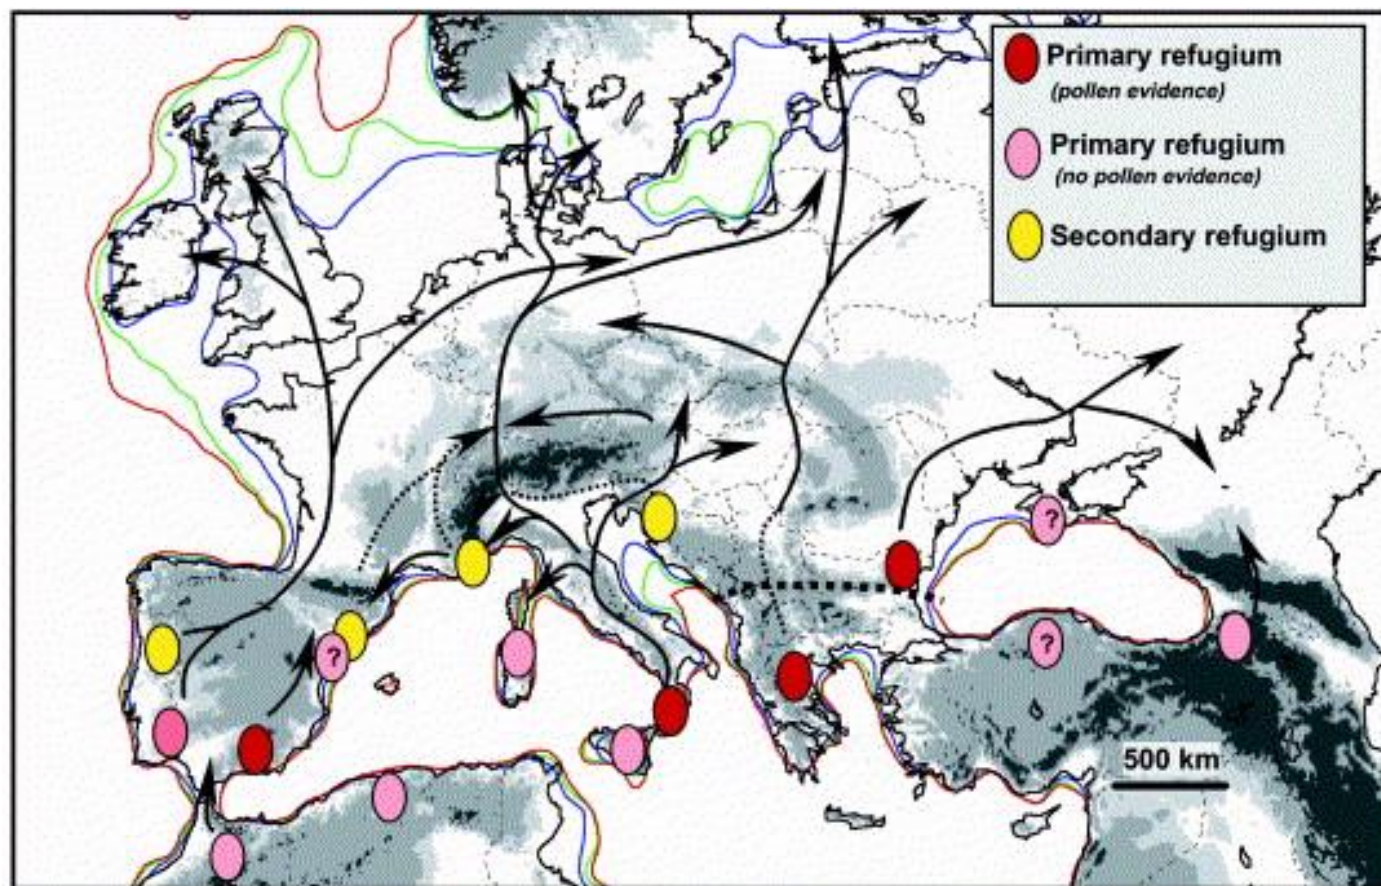 Primary refugium
(pollen evidence)
Primary refugium
(no pollen evidence)
Secondary refugium
?
?
?
500 km